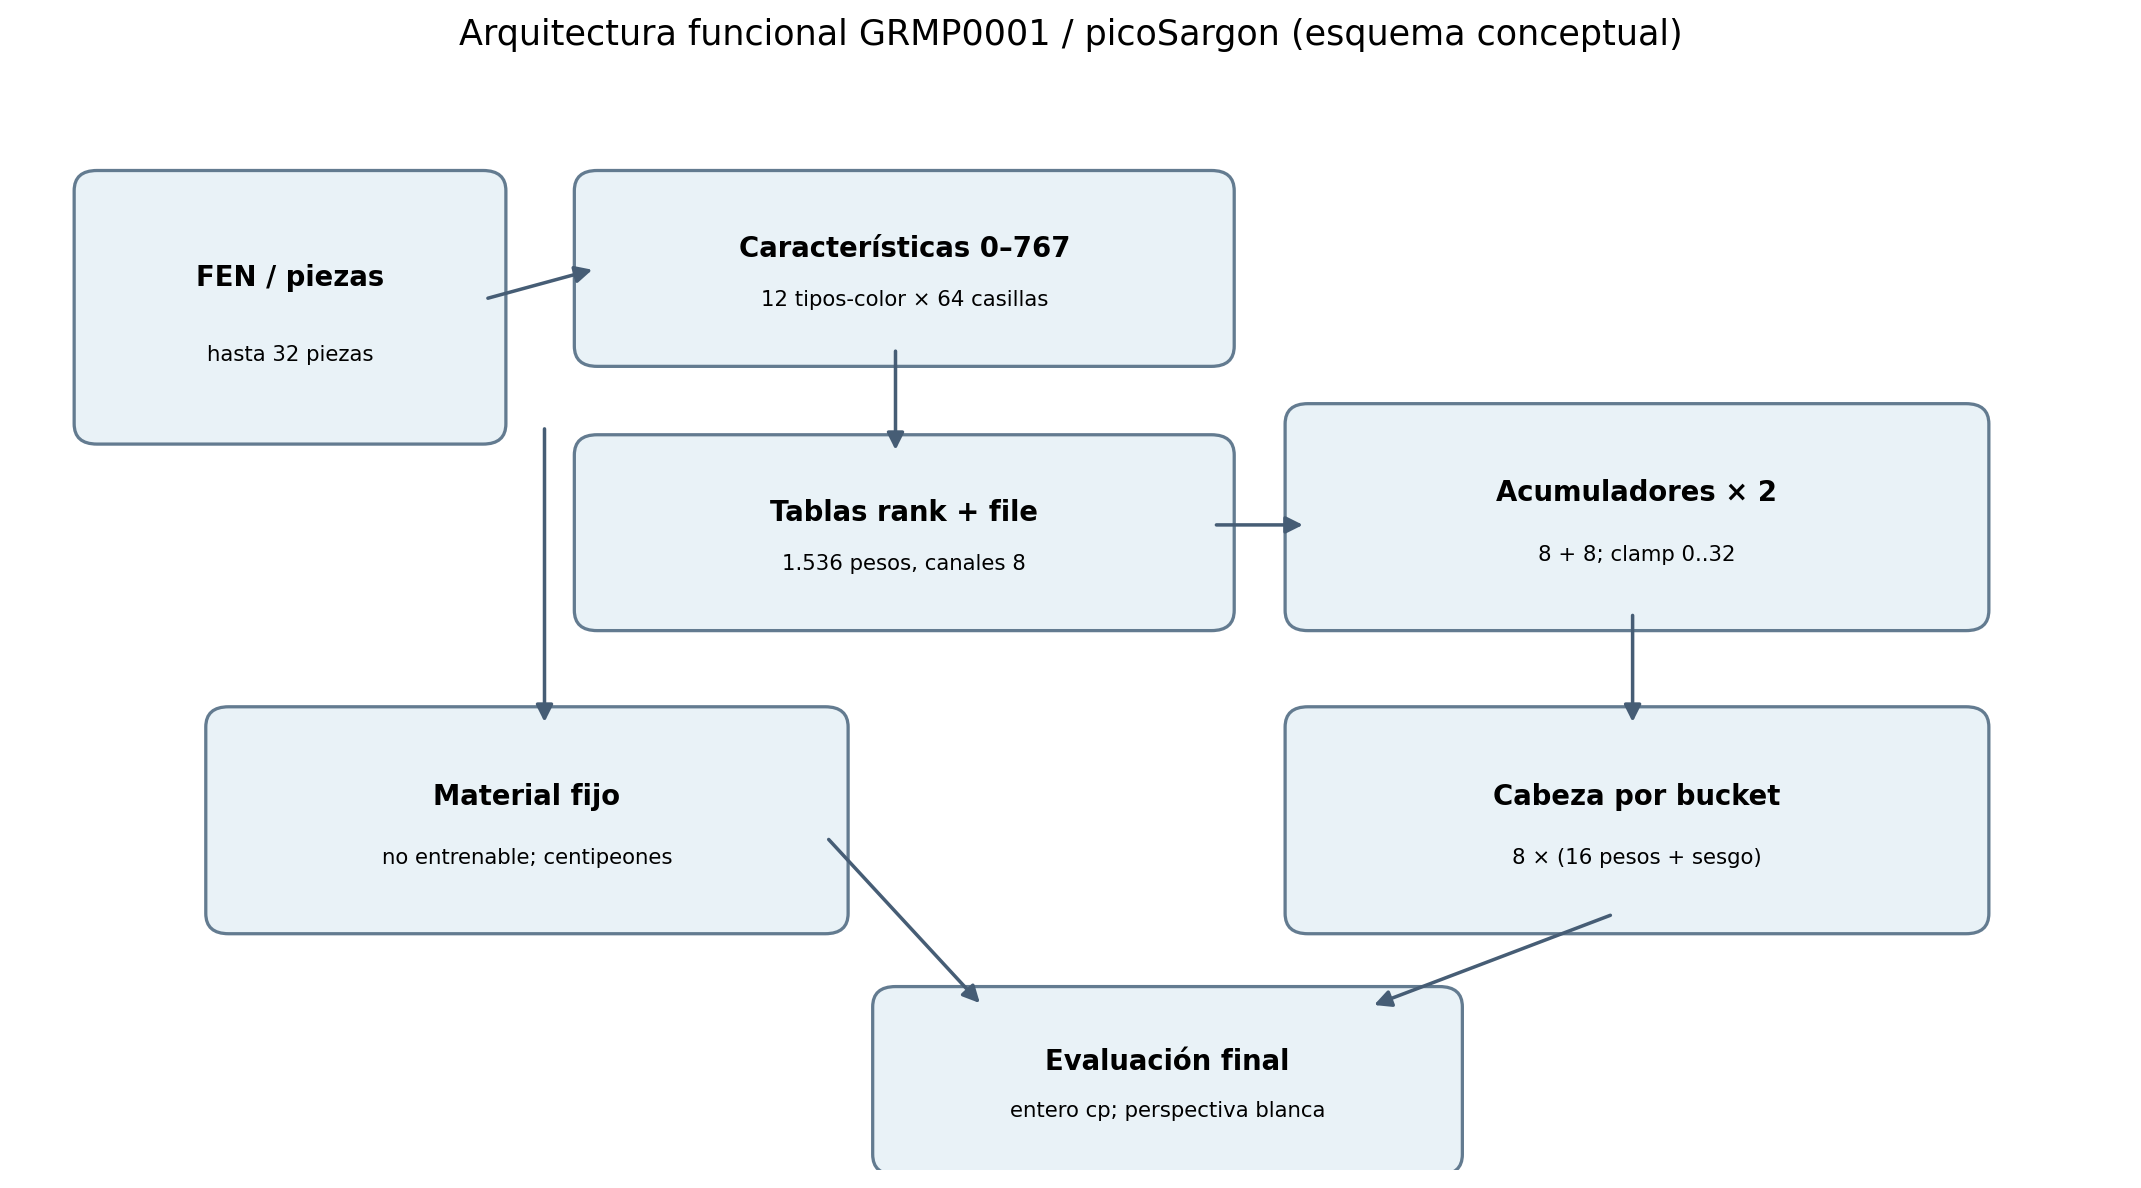 Arquitectura funcional GRMP0001 / picoSargon (esquema conceptual)
FEN / piezas
hasta 32 piezas
Características 0–767
12 tipos-color × 64 casillas
Tablas rank + file
1.536 pesos, canales 8
Acumuladores × 2
8 + 8; clamp 0..32
Material fijo
no entrenable; centipeones
Cabeza por bucket
8 × (16 pesos + sesgo)
Evaluación final
entero cp; perspectiva blanca